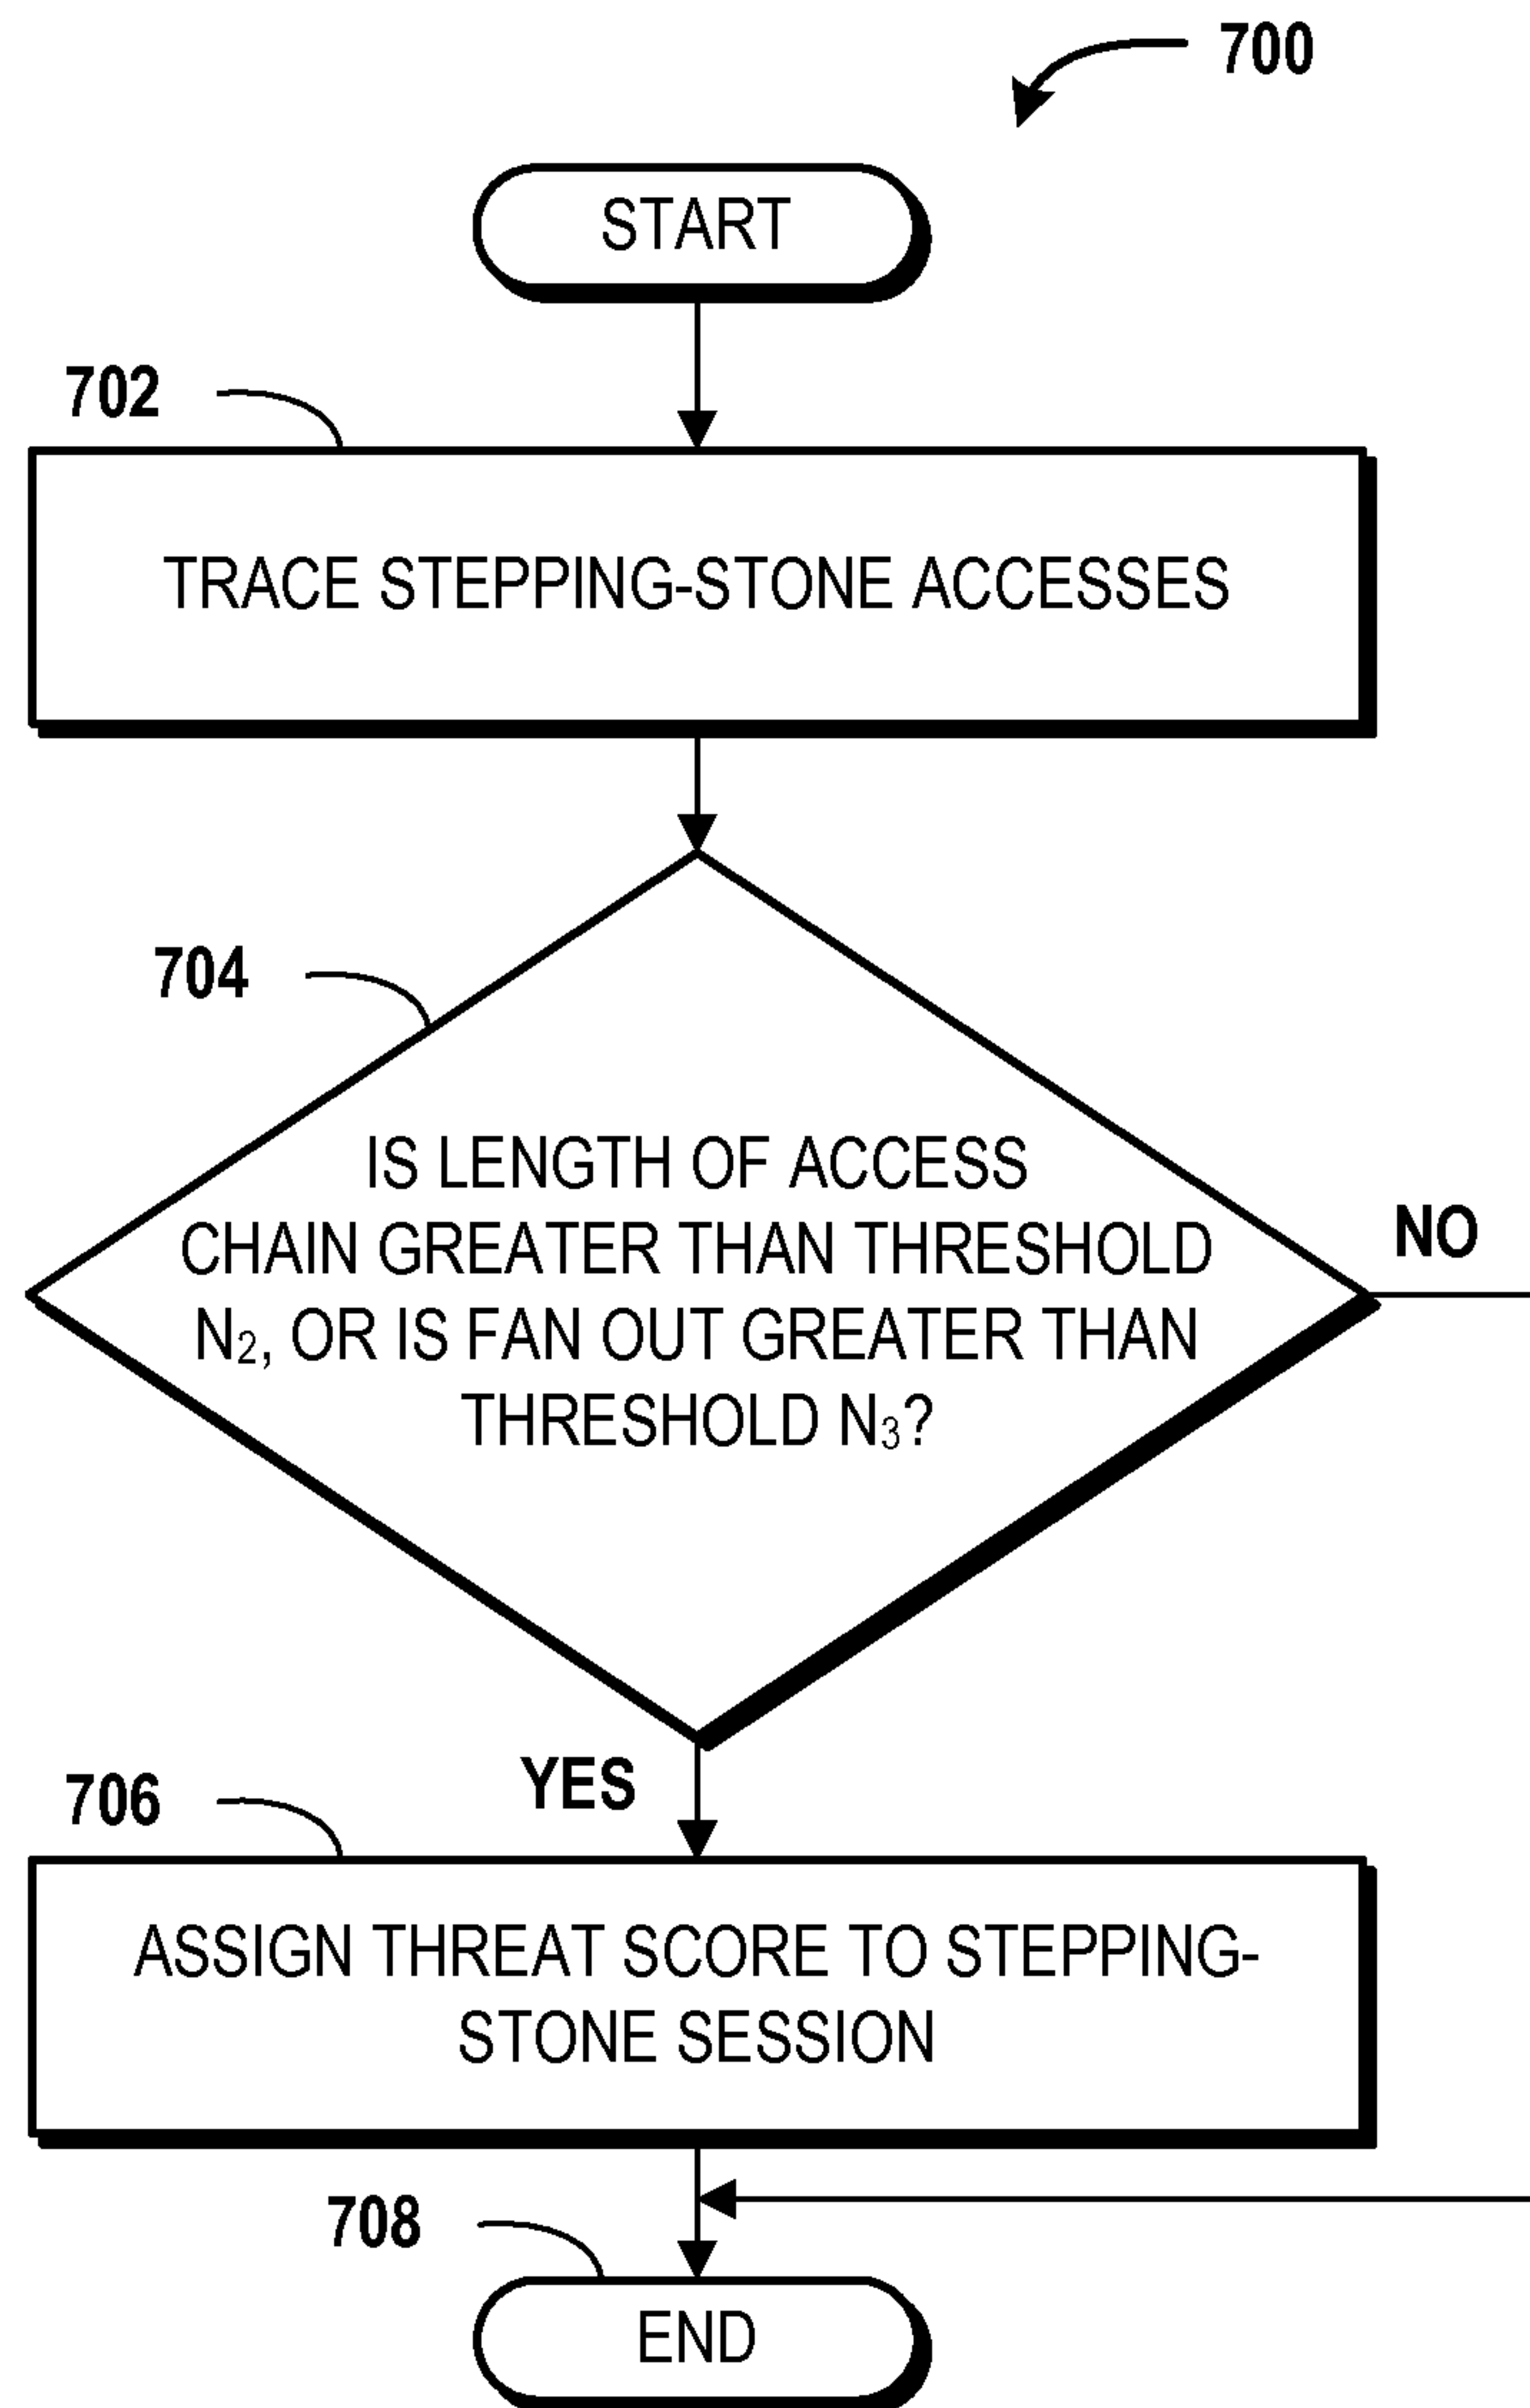 700
START
702
TRACE STEPPING-STONE ACCESSES
704
IS LENGTH OF ACCESS
CHAIN GREATER THAN THRESHOLD
N₂, OR IS FAN OUT GREATER THAN
THRESHOLD N₃?
NO
YES
706
ASSIGN THREAT SCORE TO STEPPING-
STONE SESSION
708
END